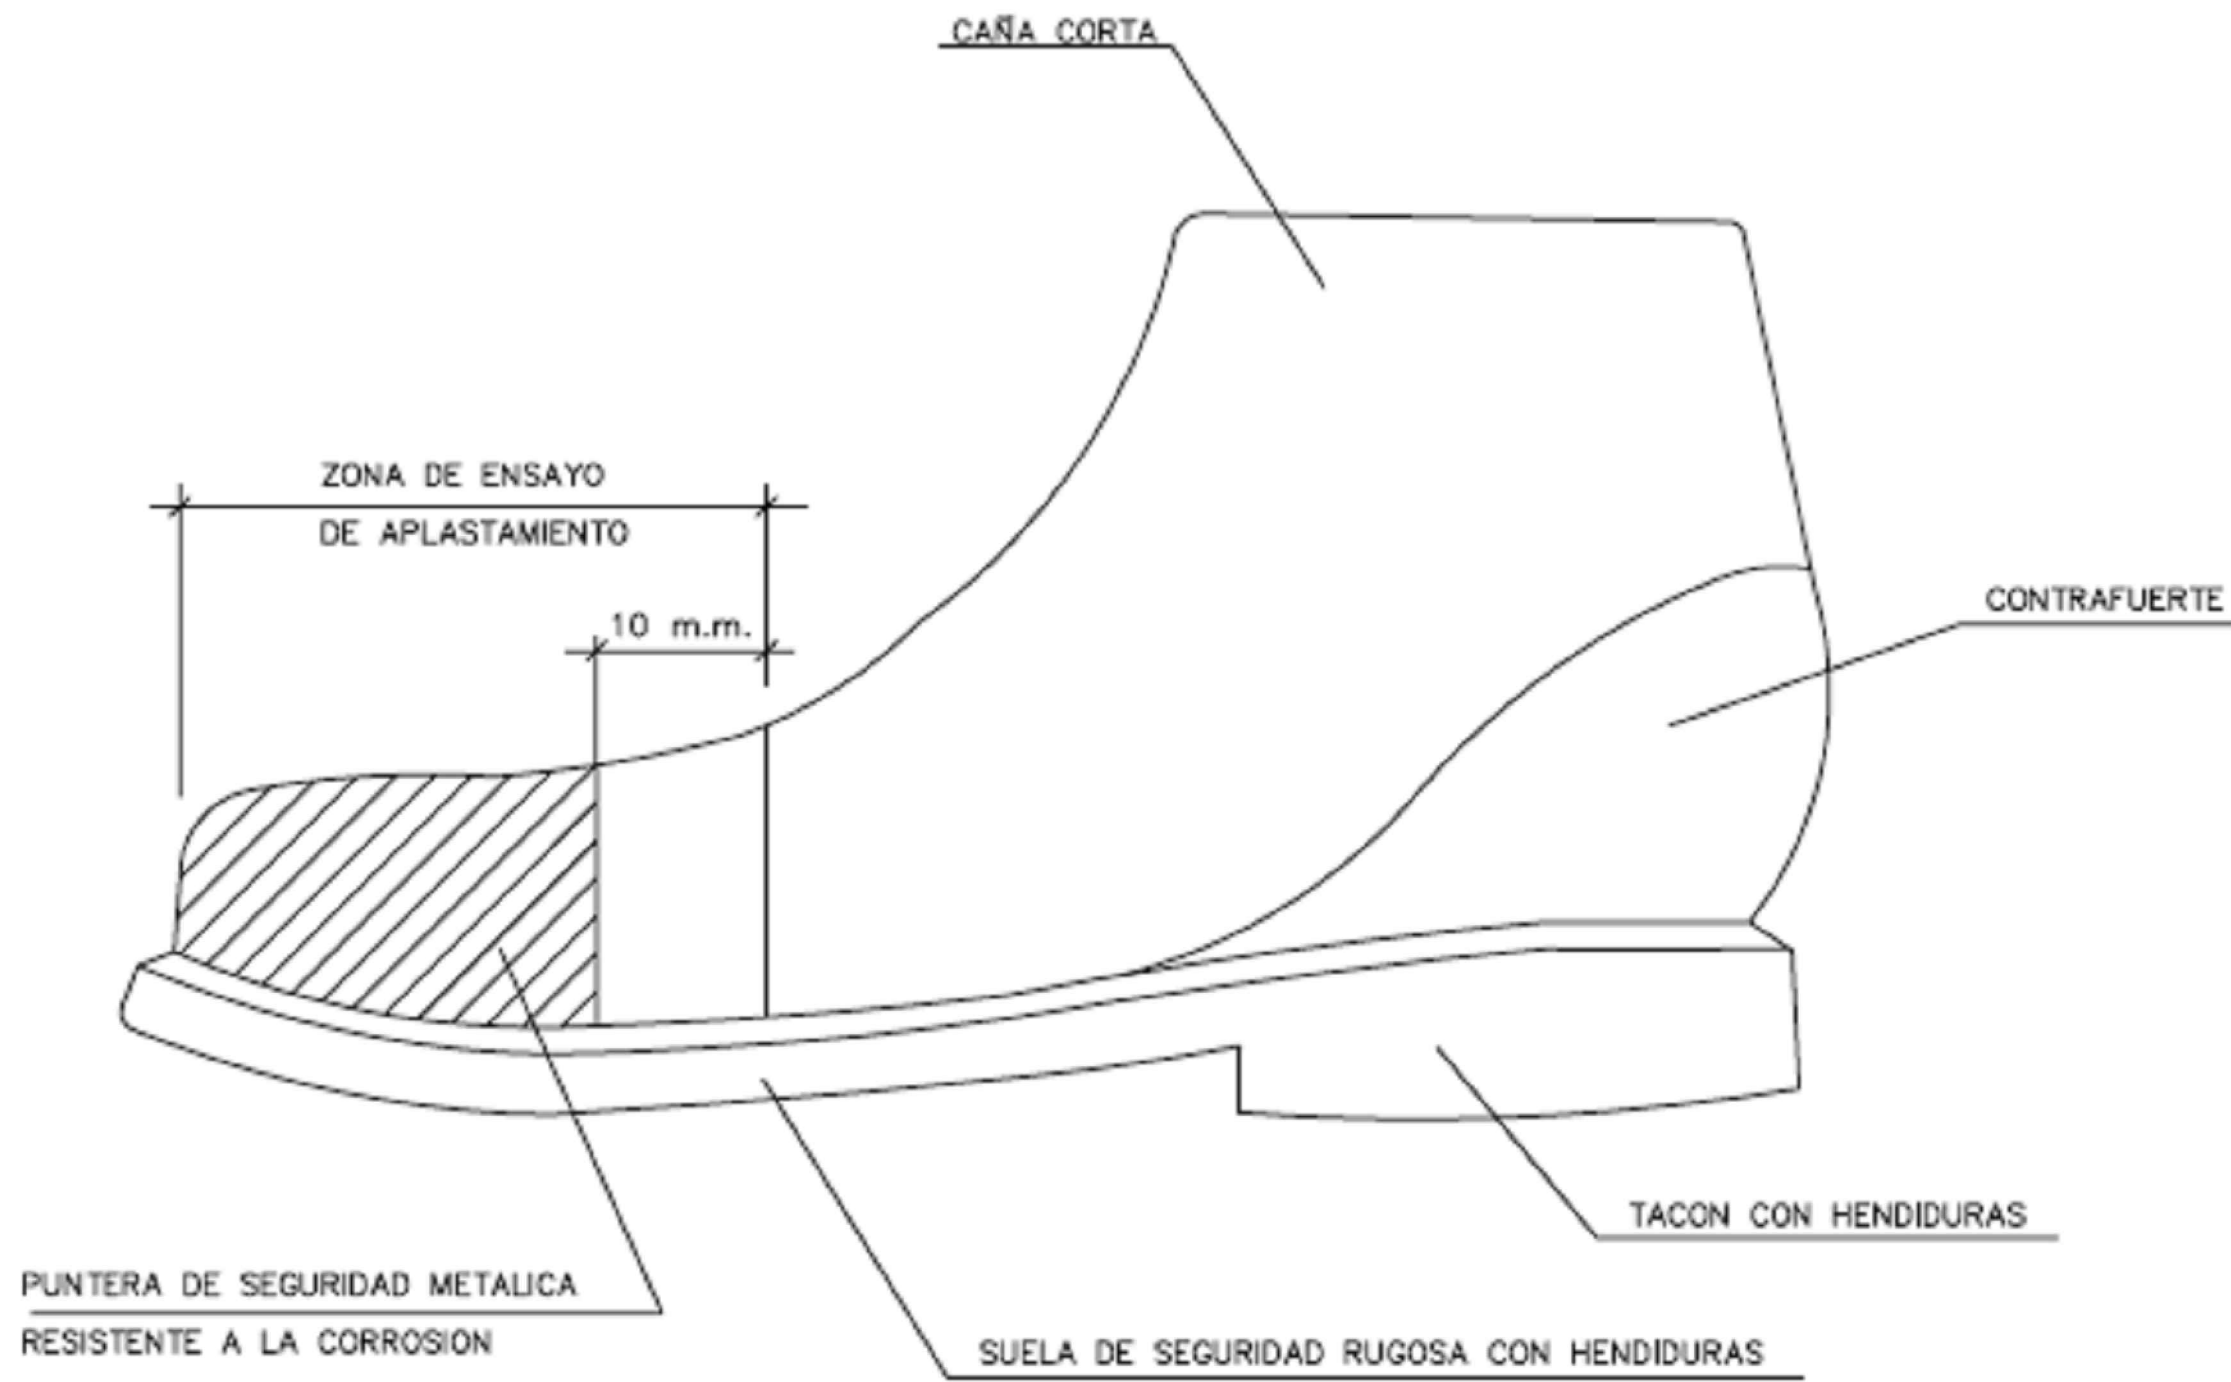 CAÑA CORTA
ZONA DE ENSAYO
DE APLASTAMIENTO
10 m.m.
CONTRAFUERTE
TACON CON HENDIDURAS
PUNTERA DE SEGURIDAD METALICA
RESISTENTE A LA CORROSION
SUELA DE SEGURIDAD RUGOSA CON HENDIDURAS